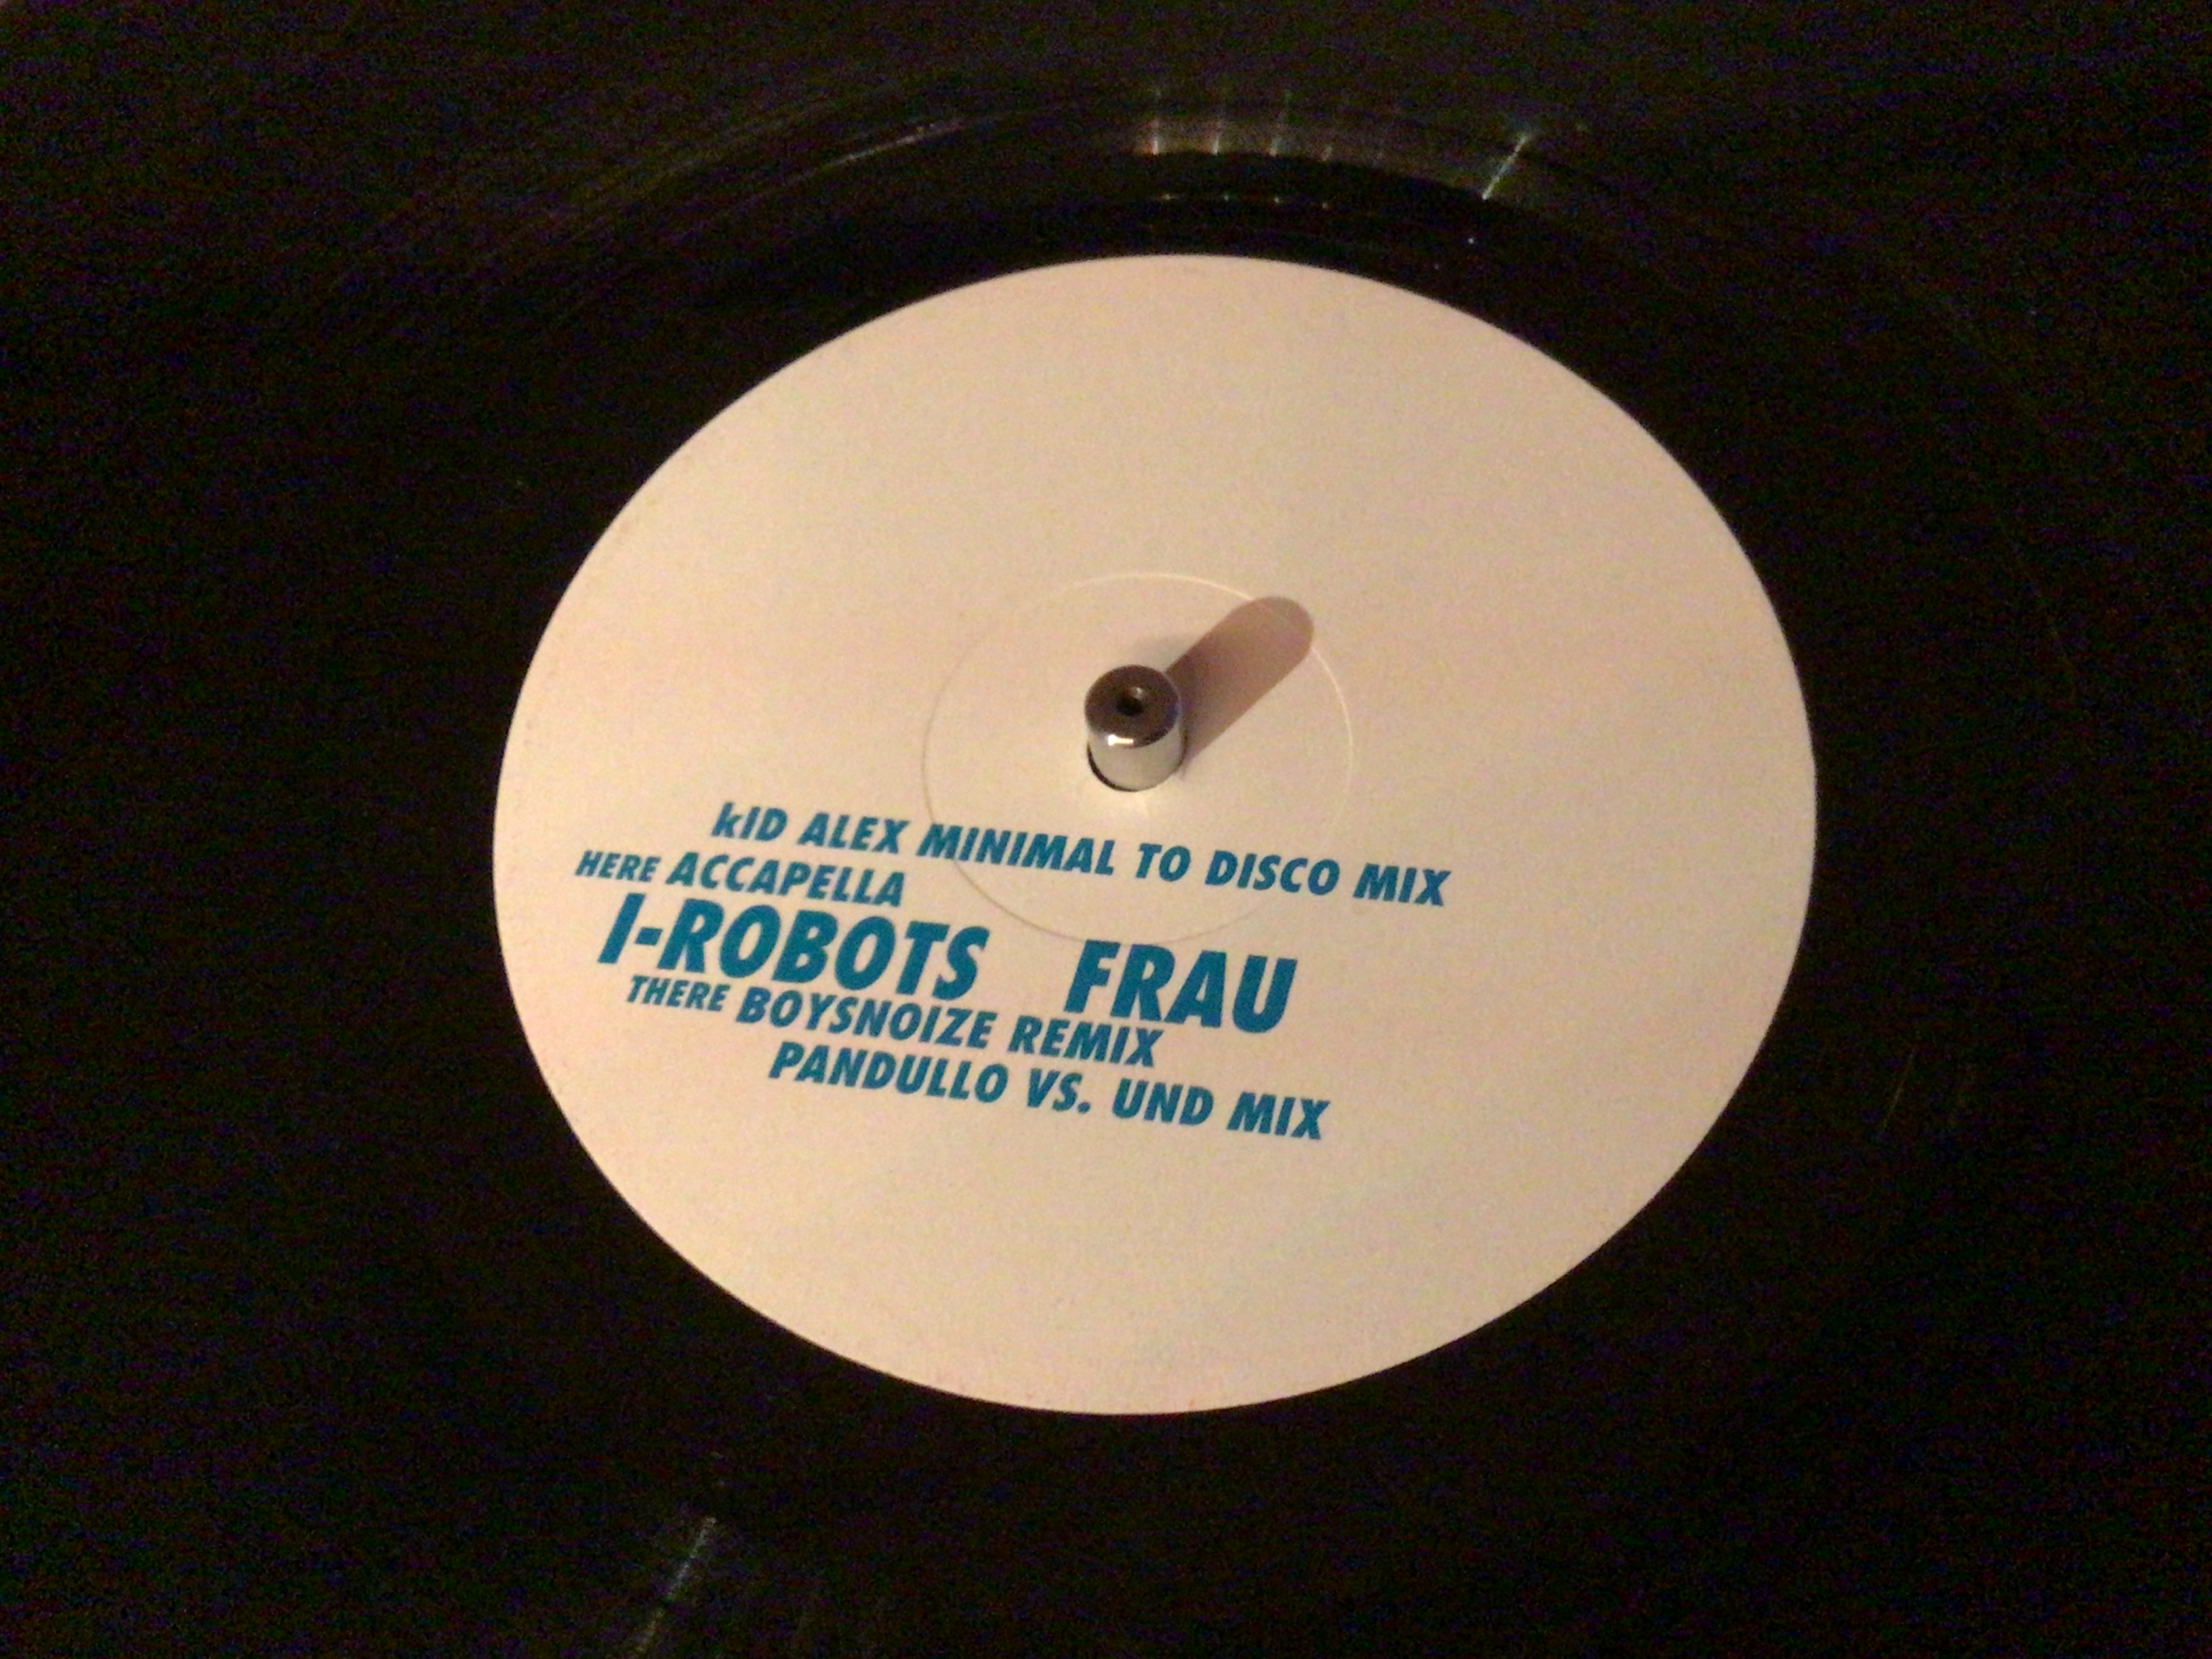 kID ALEX MINIMAL TO DISCO MIX
HERE ACCAPELLA
I-ROBOTS FRAU
THERE BOYSNOIZE REMIX
PANDULLO VS. UND MIX